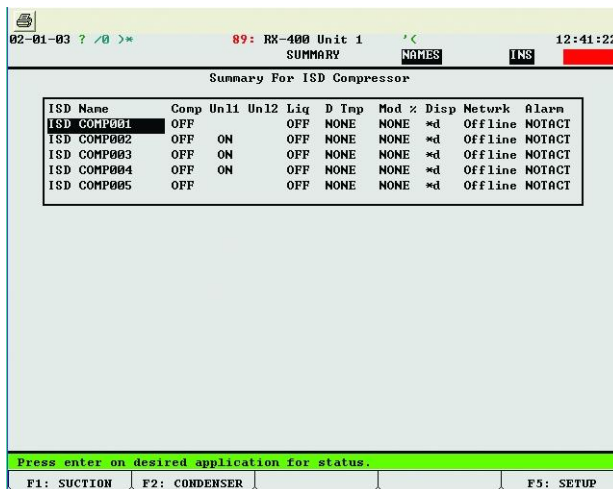 02-01-03 ? /0 >* 89: RX-400 Unit 1 '< 12:41:22
SUMMARY NAMES INS
Summary For ISD Compressor
ISD Name Comp Unl1 Unl2 Liq D Tmp Mod % Disp Netwrk Alarm
ISD COMP001 OFF OFF NONE NONE *d Offline NOTACT
ISD COMP002 OFF ON OFF NONE NONE *d Offline NOTACT
ISD COMP003 OFF ON OFF NONE NONE *d Offline NOTACT
ISD COMP004 OFF ON OFF NONE NONE *d Offline NOTACT
ISD COMP005 OFF OFF NONE NONE *d Offline NOTACT
Press enter on desired application for status.
F1: SUCTION F2: CONDENSER F5: SETUP